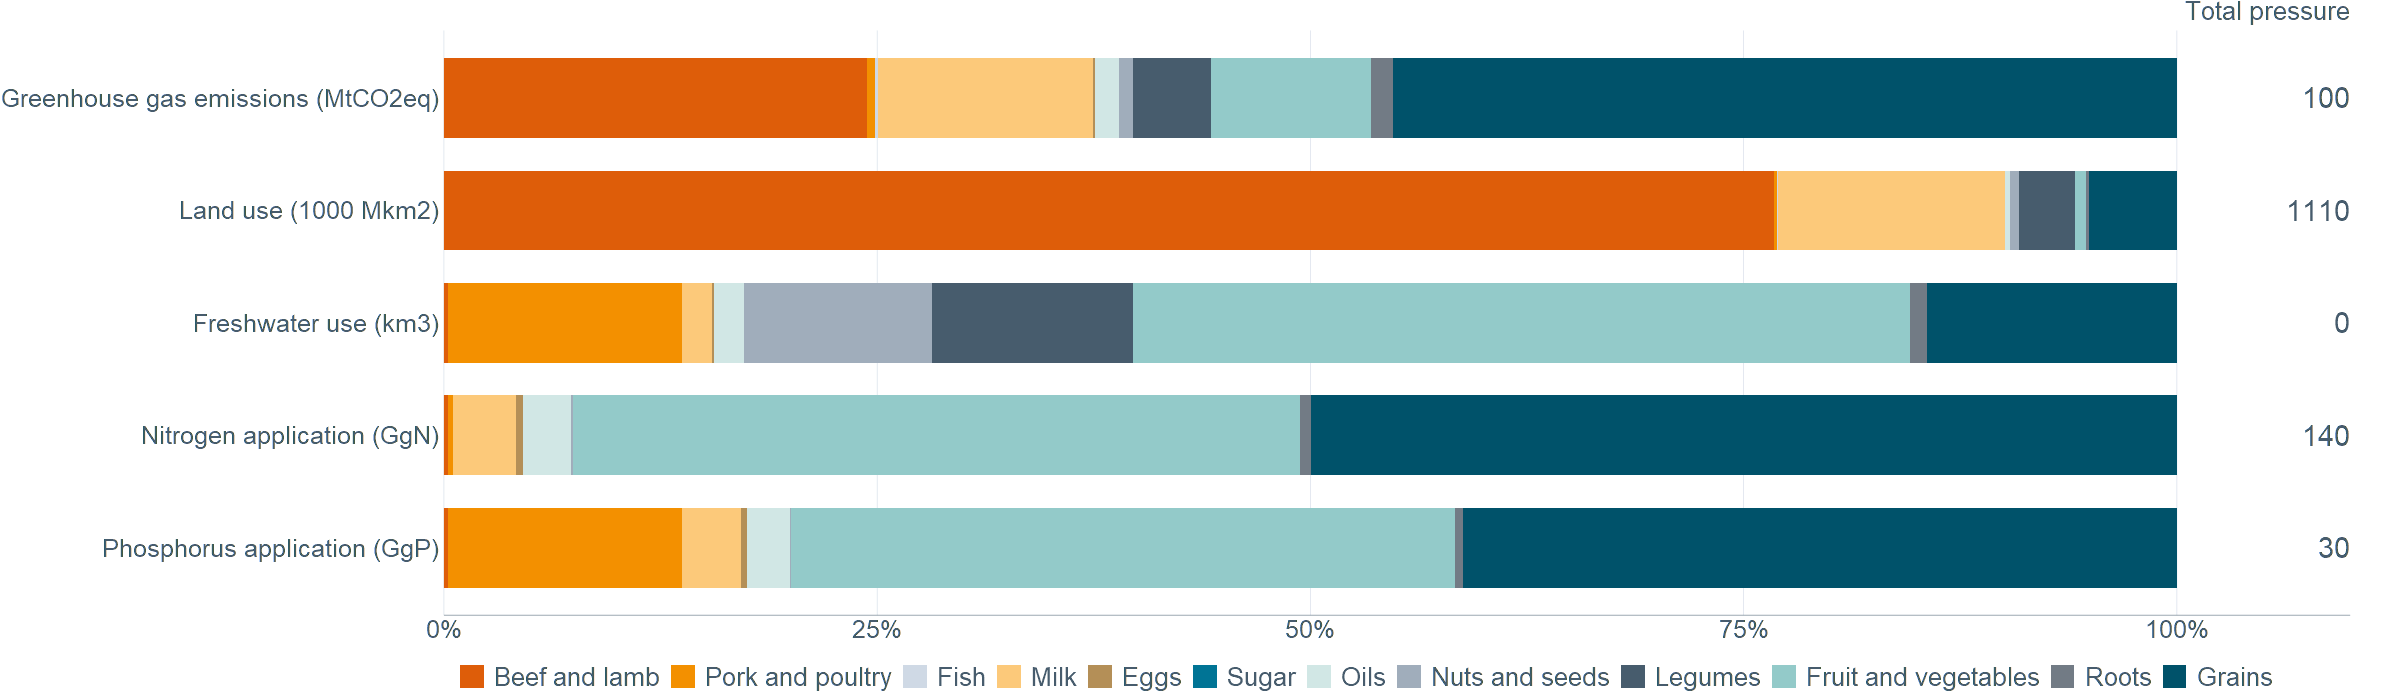 Total pressure
Greenhouse gas emissions (MtCO2eq) 100
Land use (1000 Mkm2) 1110
Freshwater use (km3) 0
Nitrogen application (GgN) 140
Phosphorus application (GgP) 30
0% 25% 50% 75% 100%
Beef and lamb Pork and poultry Fish Milk Eggs Sugar Oils Nuts and seeds Legumes Fruit and vegetables Roots Grains